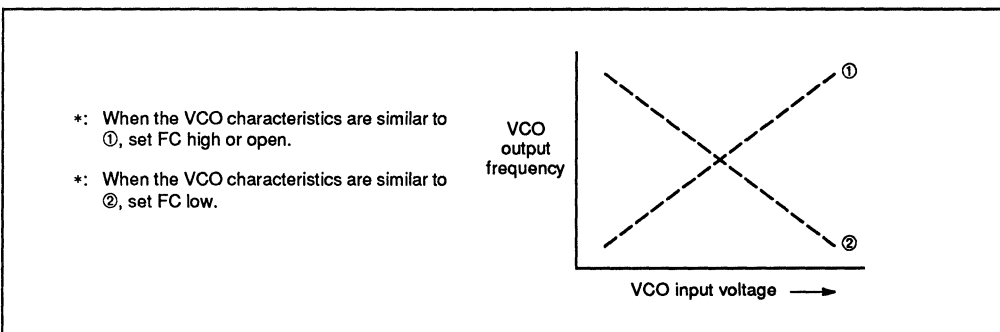 *: When the VCO characteristics are similar to
①, set FC high or open.
*: When the VCO characteristics are similar to
②, set FC low.
VCO
output
frequency
①
②
VCO input voltage